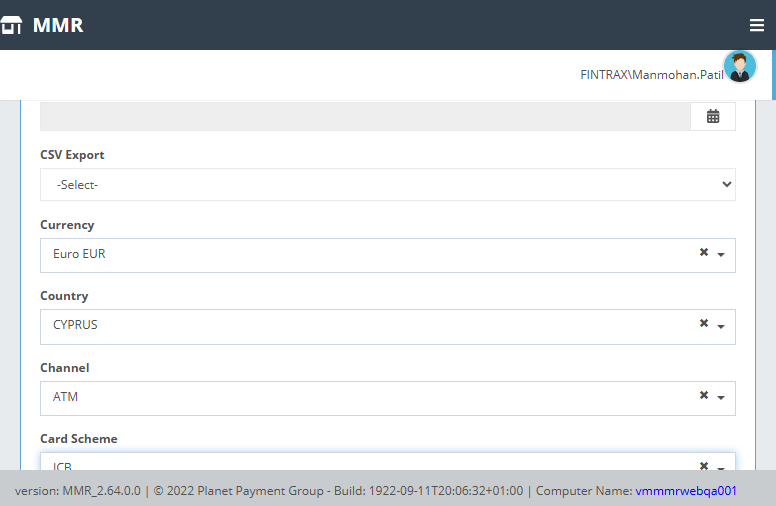 MMR
FINTRAX\Manmohan.Patil
CSV Export
-Select-
Currency
Euro EUR
Country
CYPRUS
Channel
ATM
Card Scheme
JCB
version: MMR_2.64.0.0 | © 2022 Planet Payment Group - Build: 1922-09-11T20:06:32+01:00 | Computer Name: vmmmrwebqa001